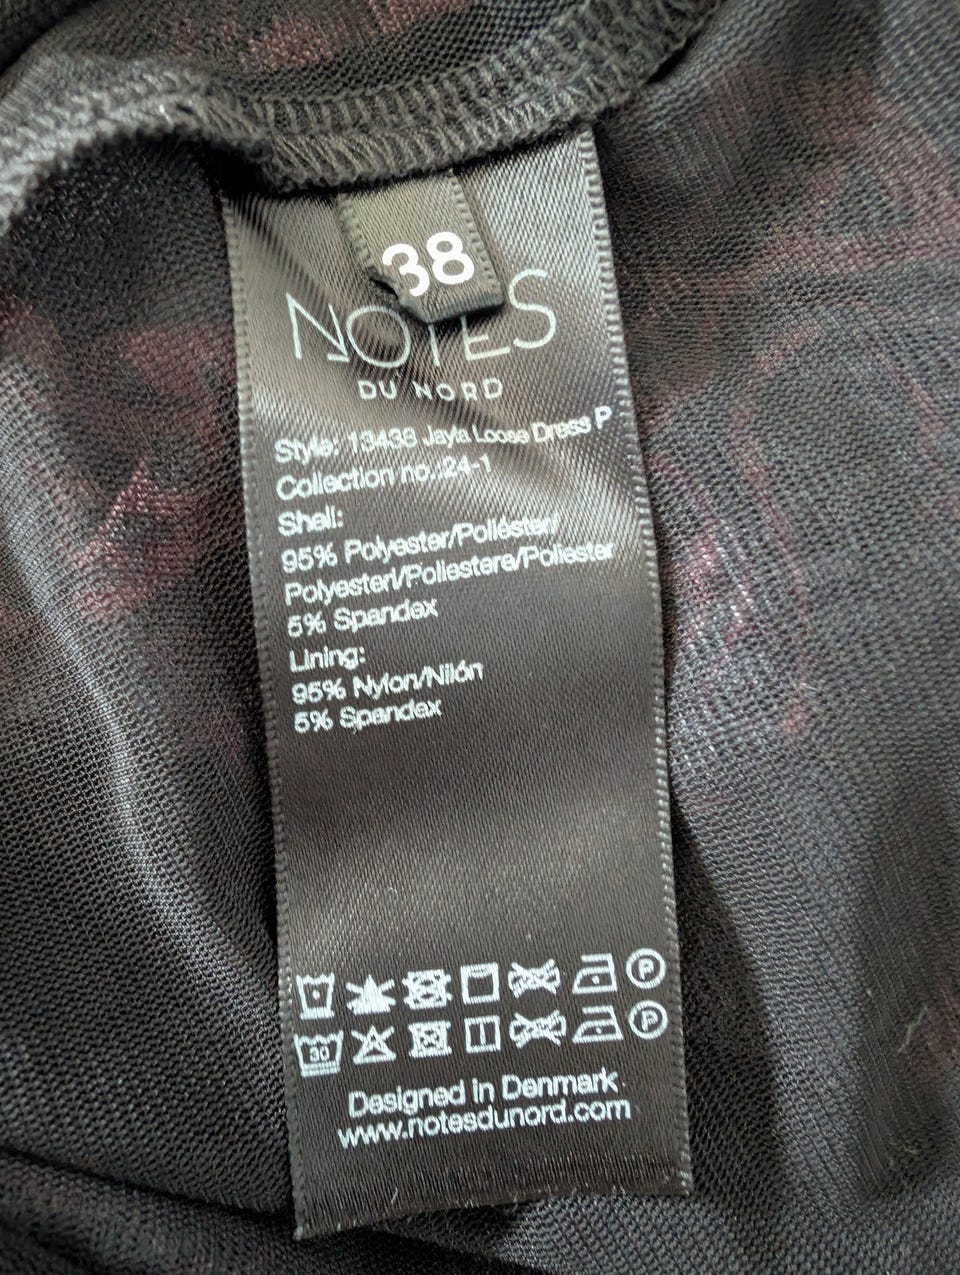 38
NOTES
DU NORD
Style: 13438 Jayla Loose Dress P
Collection no.:24-1
Shell:
95% Polyester/Poliéster/
Polyesterl/Poliestere/Poliester
5% Spandex
Lining:
95% Nylon/Nilón
5% Spandex
P
30 P
Designed in Denmark
www.notesdunord.com